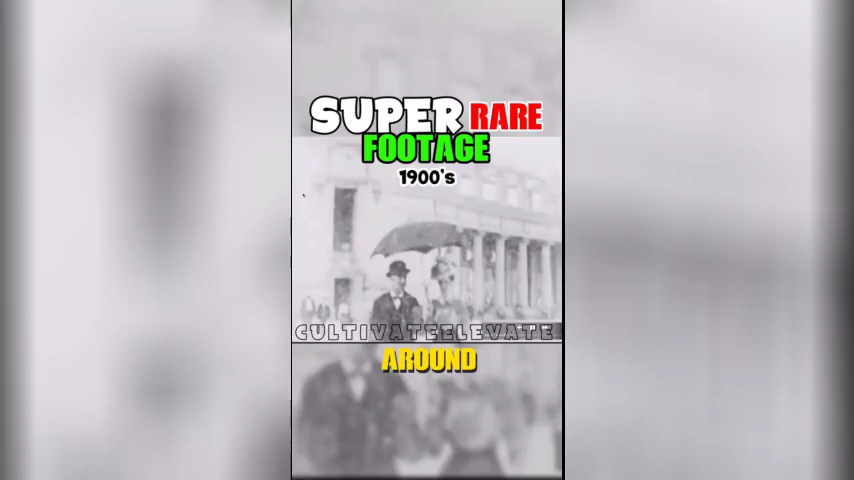 SUPER RARE
FOOTAGE
1900's
CULTIVATEELEVATE
AROUND